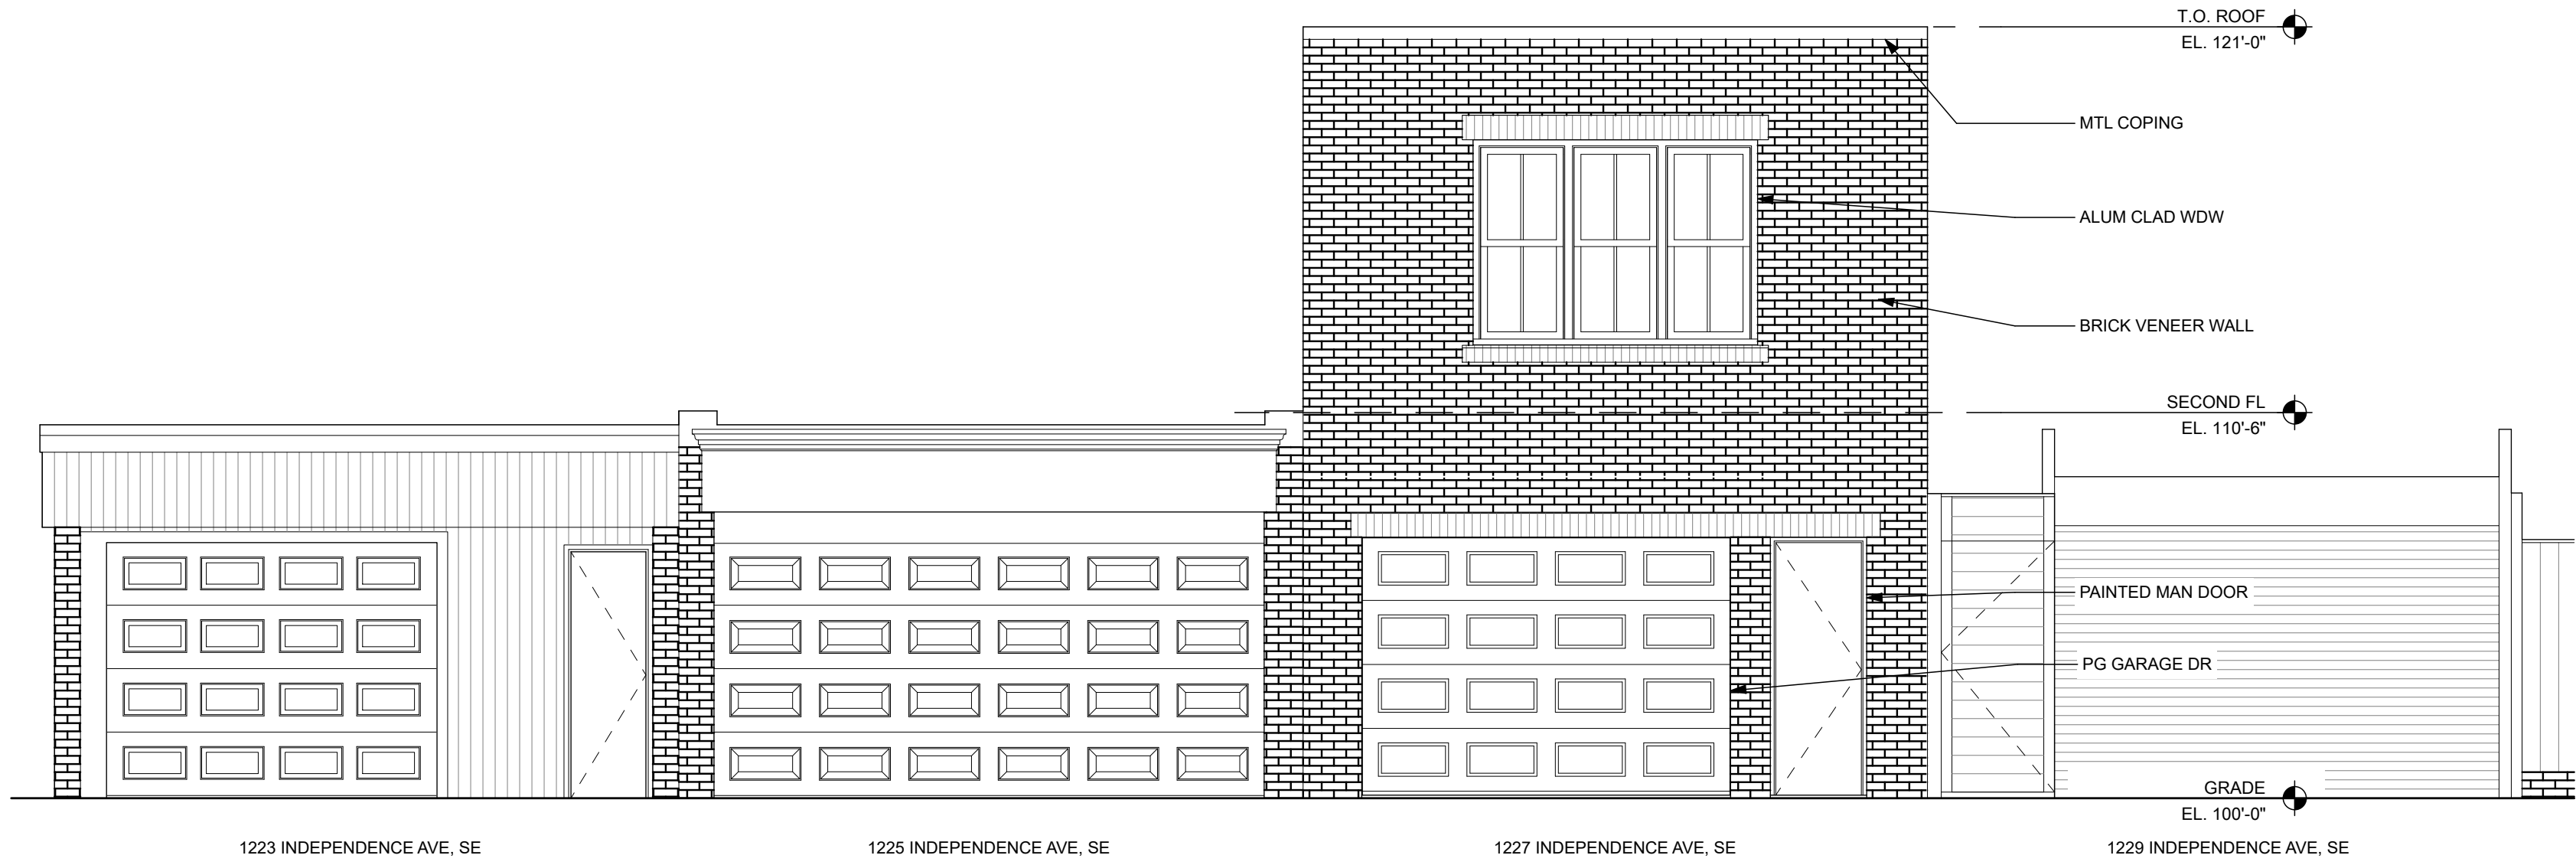 T.O. ROOF
EL. 121'-0"
MTL COPING
ALUM CLAD WDW
BRICK VENEER WALL
SECOND FL
EL. 110'-6"
PAINTED MAN DOOR
PG GARAGE DR
GRADE
EL. 100'-0"
1223 INDEPENDENCE AVE, SE
1225 INDEPENDENCE AVE, SE
1227 INDEPENDENCE AVE, SE
1229 INDEPENDENCE AVE, SE